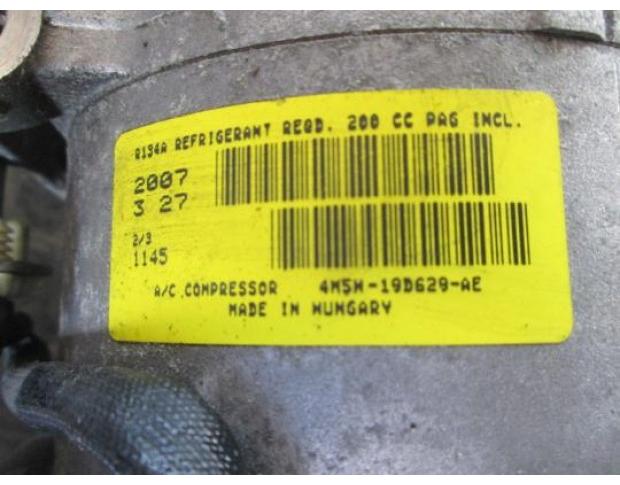 R134A REFRIGERANT REQD. 200 CC PAG INCL.
2007
3 27
2/3
1145
A/C COMPRESSOR 4M5H-19D629-AE
MADE IN HUNGARY